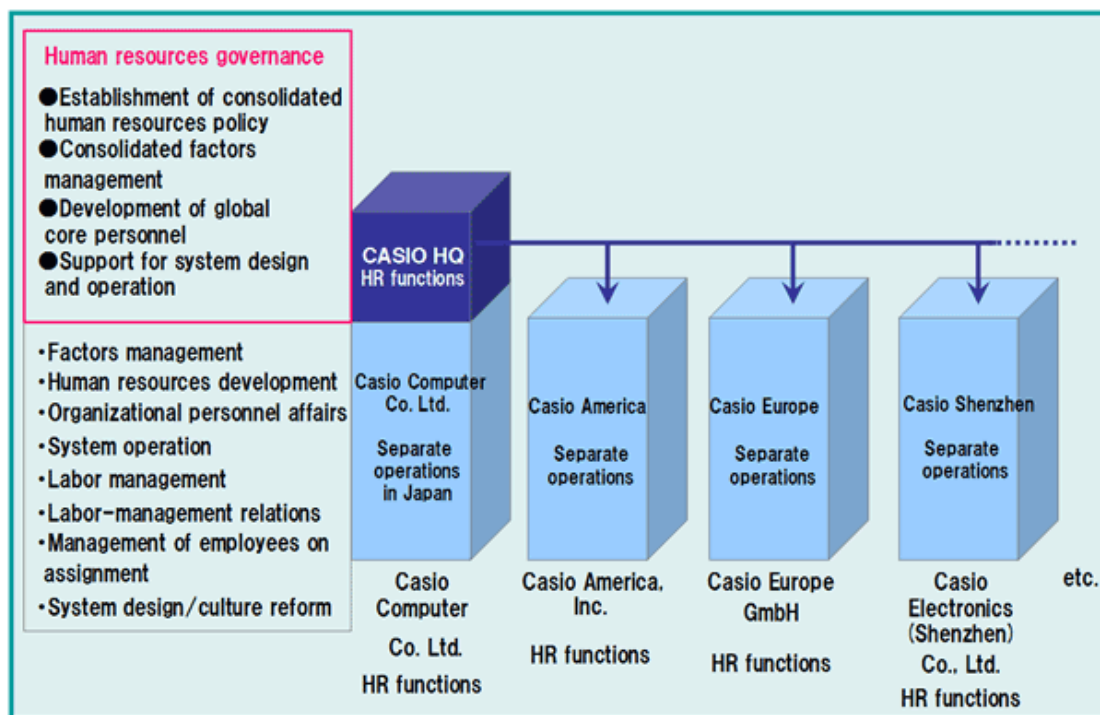 Human resources governance
●Establishment of consolidated
human resources policy
●Consolidated factors
management
●Development of global
core personnel
●Support for system design
and operation
・Factors management
・Human resources development
・Organizational personnel affairs
・System operation
・Labor management
・Labor-management relations
・Management of employees on
assignment
・System design/culture reform
CASIO HQ
HR functions
Casio Computer
Co. Ltd.
Separate
operations
in Japan
Casio America
Separate
operations
Casio Europe
Separate
operations
Casio Shenzhen
Separate
operations
Casio
Computer
Co. Ltd.
HR functions
Casio America,
Inc.
HR functions
Casio Europe
GmbH
HR functions
Casio
Electronics
(Shenzhen)
Co., Ltd.
HR functions
etc.